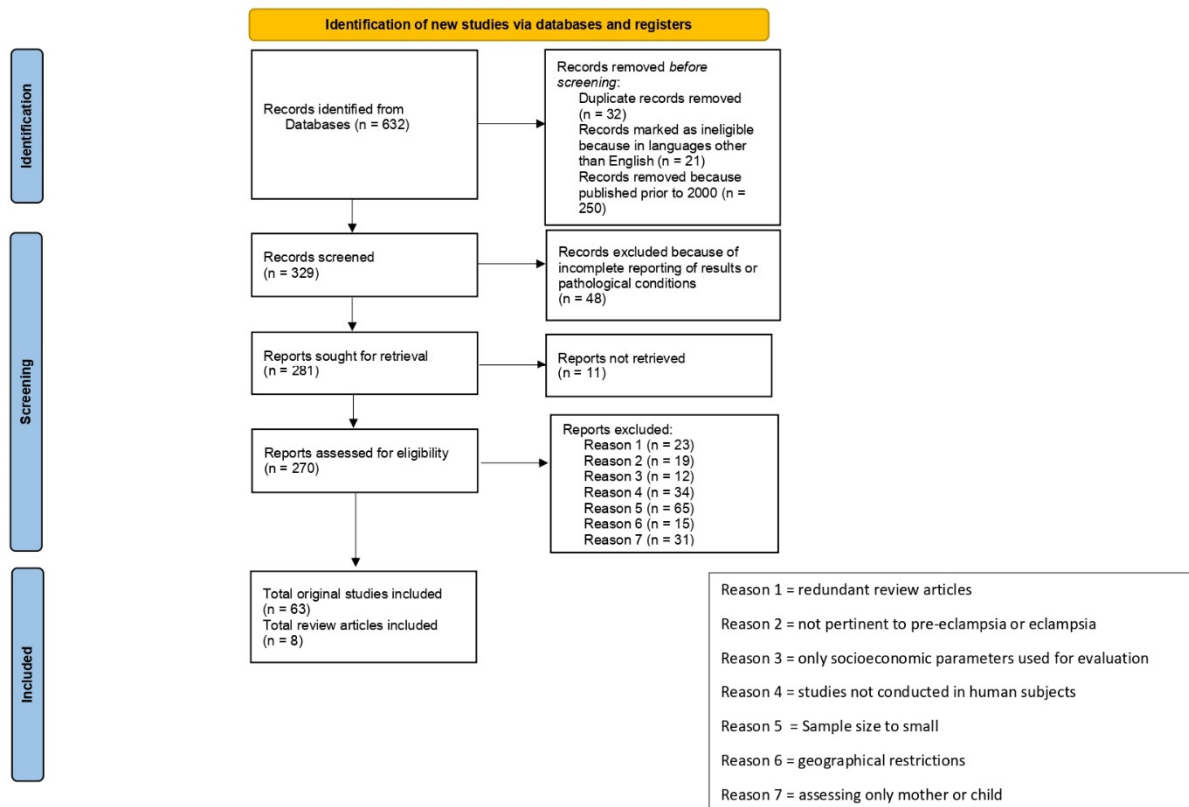 Identification of new studies via databases and registers
Identification
Records identified from
Databases (n = 632)
Records removed before
screening:
Duplicate records removed
(n = 32)
Records marked as ineligible
because in languages other
than English (n = 21)
Records removed because
published prior to 2000 (n =
250)
Screening
Records screened
(n = 329)
Records excluded because of
incomplete reporting of results or
pathological conditions
(n = 48)
Reports sought for retrieval
(n = 281)
Reports not retrieved
(n = 11)
Reports assessed for eligibility
(n = 270)
Reports excluded:
Reason 1 (n = 23)
Reason 2 (n = 19)
Reason 3 (n = 12)
Reason 4 (n = 34)
Reason 5 (n = 65)
Reason 6 (n = 15)
Reason 7 (n = 31)
Included
Total original studies included
(n = 63)
Total review articles included
(n = 8)
Reason 1 = redundant review articles
Reason 2 = not pertinent to pre-eclampsia or eclampsia
Reason 3 = only socioeconomic parameters used for evaluation
Reason 4 = studies not conducted in human subjects
Reason 5 = Sample size to small
Reason 6 = geographical restrictions
Reason 7 = assessing only mother or child